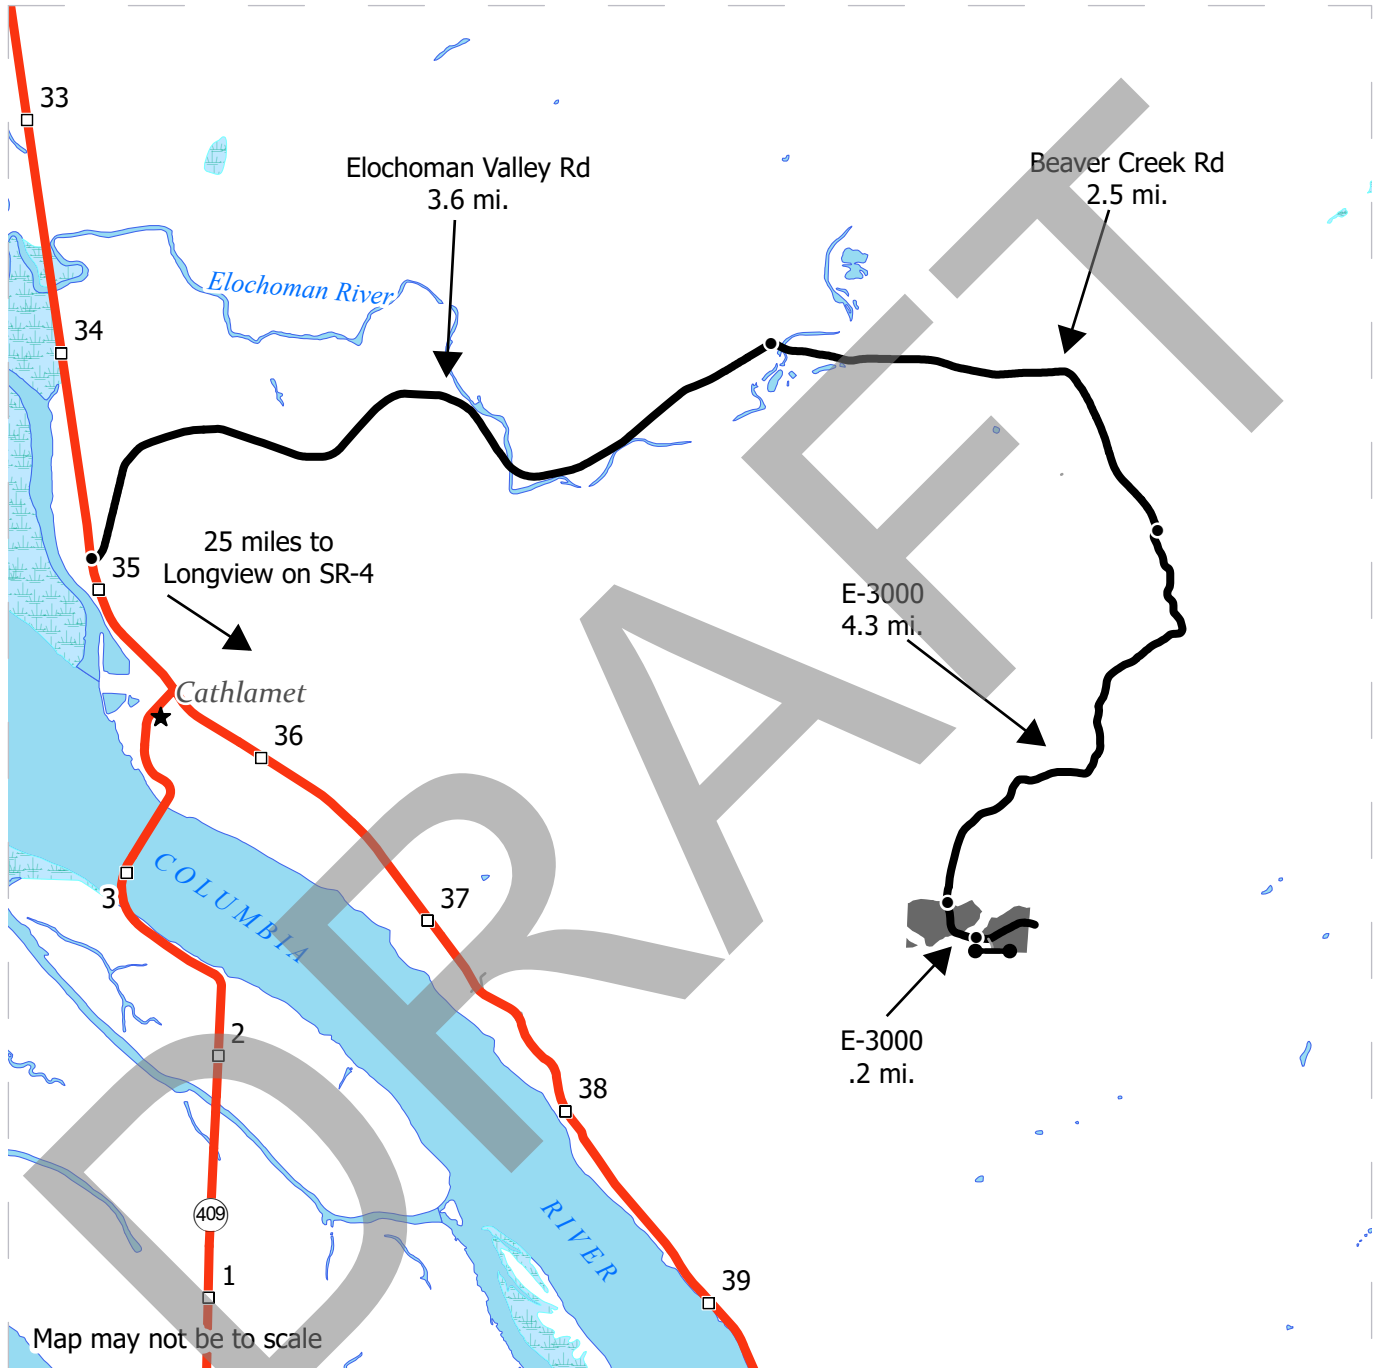 33
Elochoman Valley Rd
3.6 mi.
Beaver Creek Rd
2.5 mi.
Elochoman River
34
25 miles to
Longview on SR-4
35
E-3000
4.3 mi.
Cathlamet
36
COLUMBIA
3
37
2
E-3000
.2 mi.
38
409
RIVER
1
39
Map may not be to scale
DRAFT